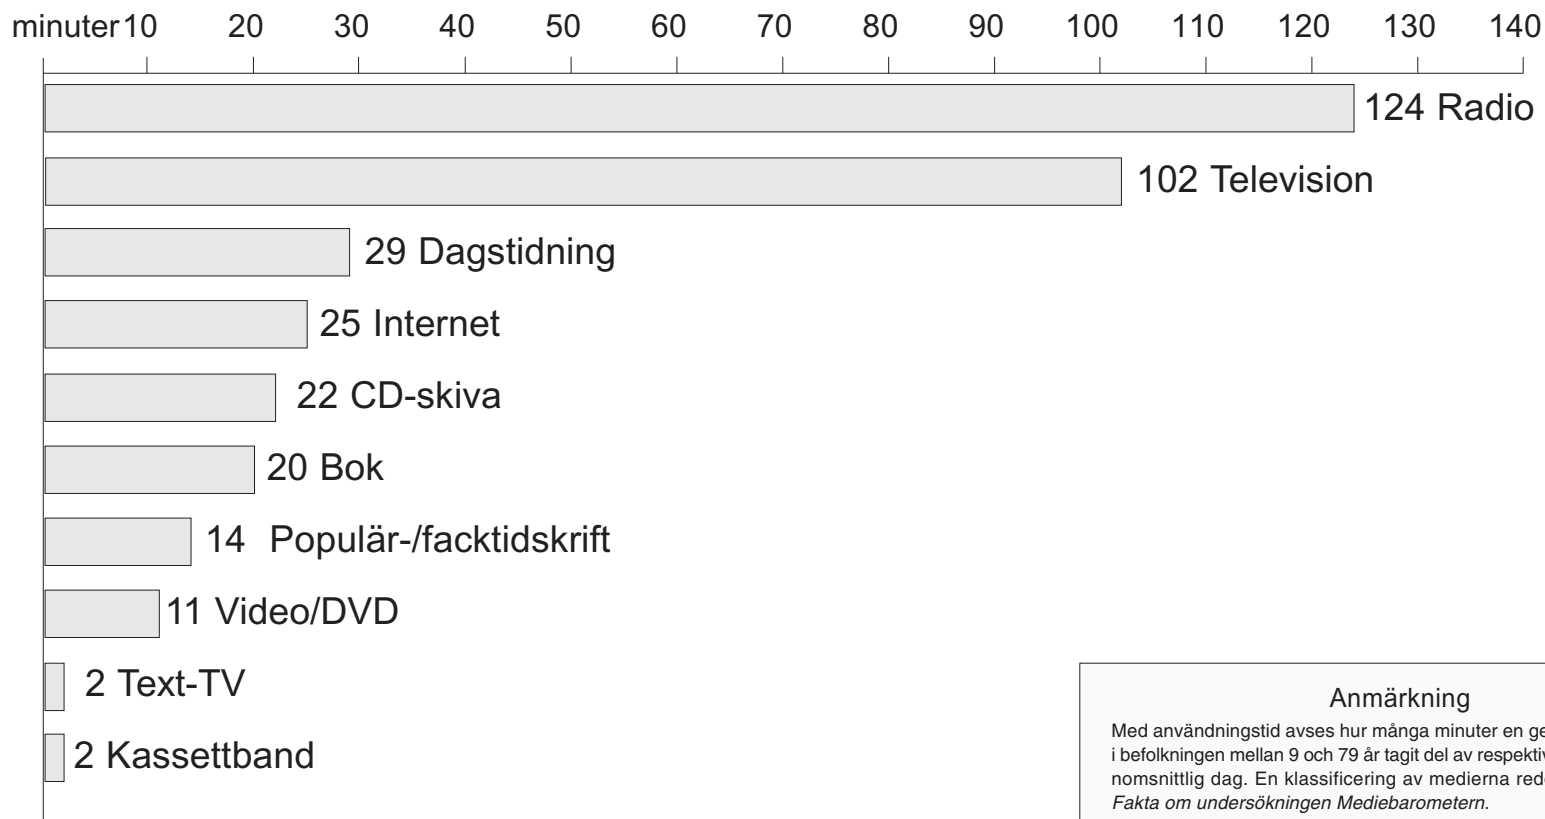 minuter 10 20 30 40 50 60 70 80 90 100 110 120 130 140
124 Radio
102 Television
29 Dagstidning
25 Internet
22 CD-skiva
20 Bok
14 Populär-/facktidskrift
11 Video/DVD
2 Text-TV
2 Kassettband
Anmärkning
Med användningstid avses hur många minuter en
i befolkningen mellan 9 och 79 år tagit del av
nomsnittlig dag. En klassificering av medierna
Fakta om undersökningen Mediebarometern.